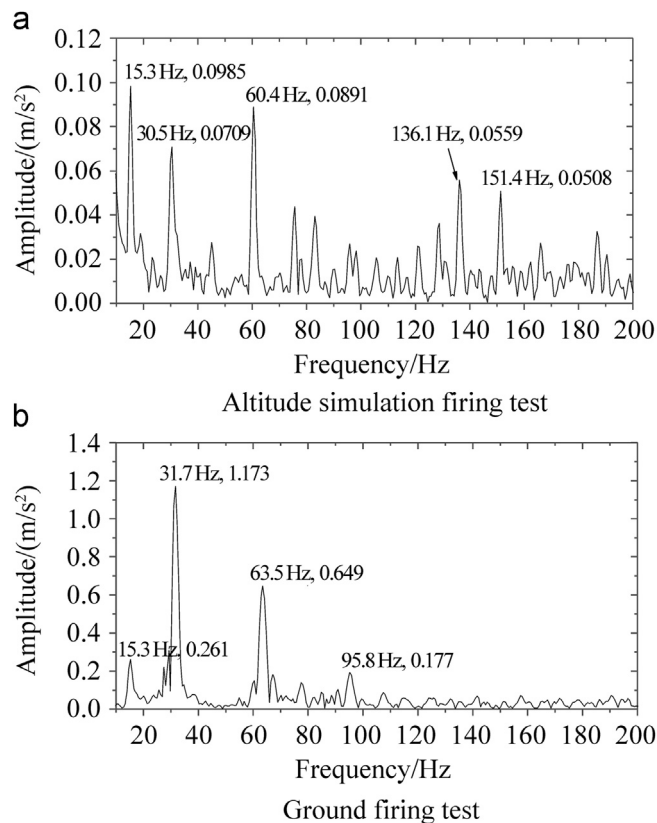 a
0.12
0.10
0.08
0.06
0.04
0.02
0.00
Amplitude/(m/s²)
15.3 Hz, 0.0985
60.4 Hz, 0.0891
30.5 Hz, 0.0709
136.1 Hz, 0.0559
151.4 Hz, 0.0508
20 40 60 80 100 120 140 160 180 200
Frequency/Hz
Altitude simulation firing test
b
1.4
1.2
1.0
0.8
0.6
0.4
0.2
0.0
Amplitude/(m/s²)
31.7 Hz, 1.173
63.5 Hz, 0.649
15.3 Hz, 0.261
95.8 Hz, 0.177
20 40 60 80 100 120 140 160 180 200
Frequency/Hz
Ground firing test